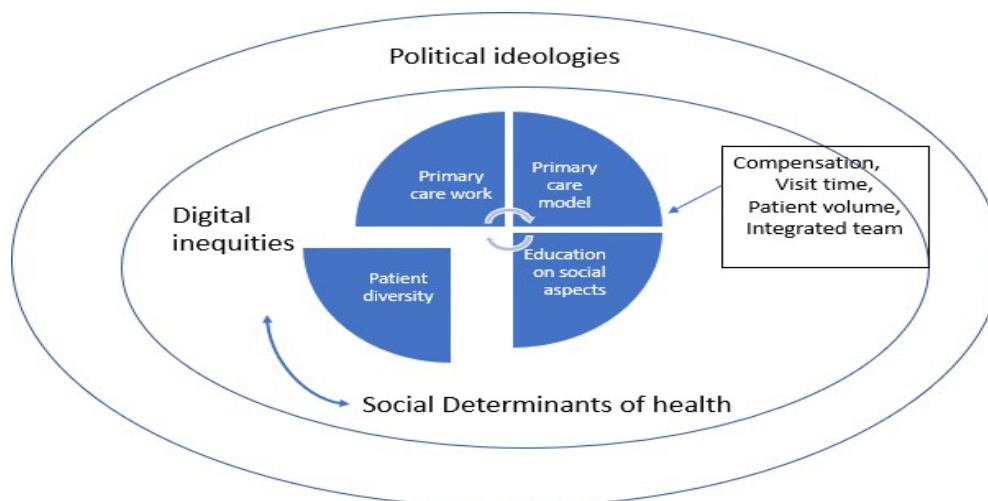 Political ideologies
Primary
care work
Primary
care
model
Compensation,
Visit time,
Patient volume,
Integrated team
Digital
inequities
Patient
diversity
Education
on social
aspects
Social Determinants of health